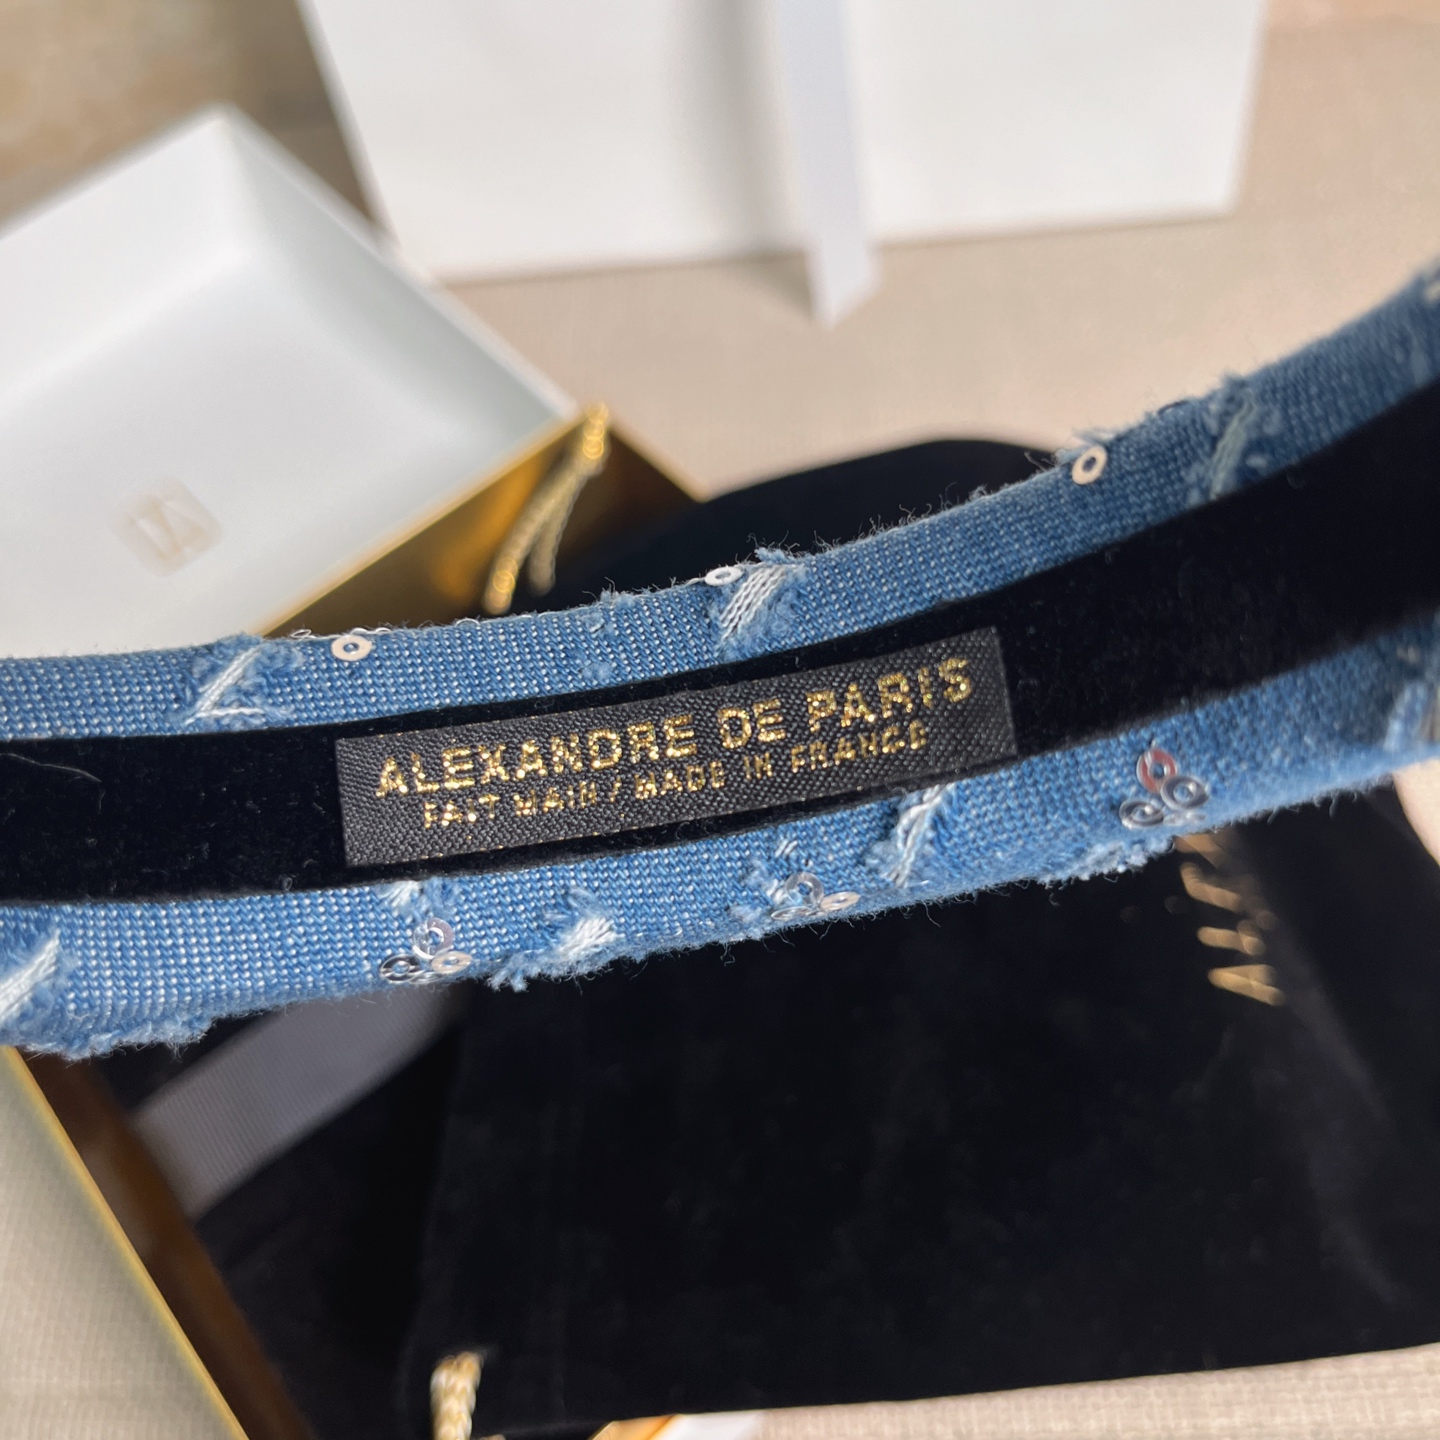 ALEXANDRE DE PARIS
FAIT MAIN / MADE IN FRANCE